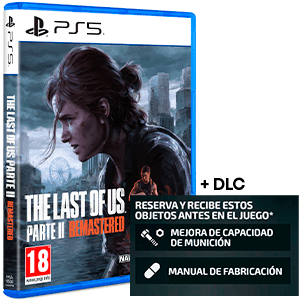 PS5
THE LAST OF US
PARTE II REMASTERED
THE LAST OF US
PARTE II REMASTERED
18
+ DLC
RESERVA Y RECIBE ESTOS
OBJETOS ANTES EN EL JUEGO*
MEJORA DE CAPACIDAD
DE MUNICIÓN
MANUAL DE FABRICACIÓN